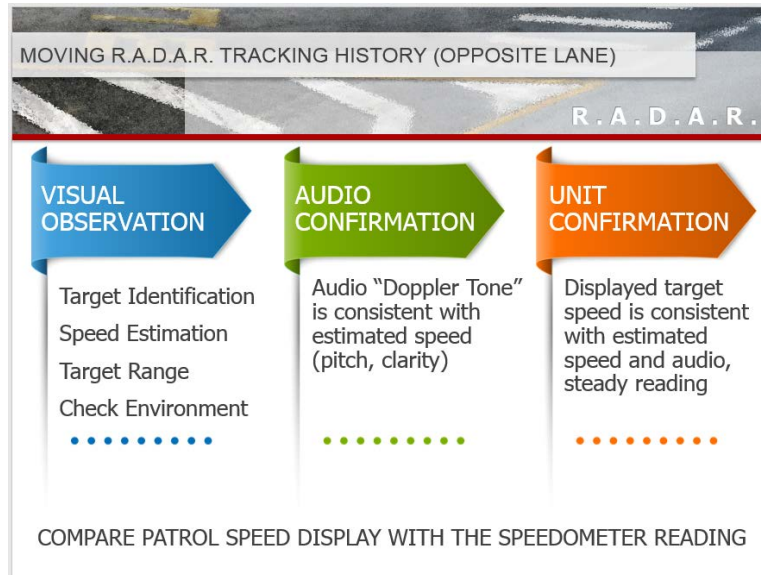 MOVING R.A.D.A.R. TRACKING HISTORY (OPPOSITE LANE)
R.A.D.A.R.
VISUAL
OBSERVATION
Target Identification
Speed Estimation
Target Range
Check Environment
AUDIO
CONFIRMATION
Audio “Doppler Tone”
is consistent with
estimated speed
(pitch, clarity)
UNIT
CONFIRMATION
Displayed target
speed is consistent
with estimated
speed and audio,
steady reading
COMPARE PATROL SPEED DISPLAY WITH THE SPEEDOMETER READING